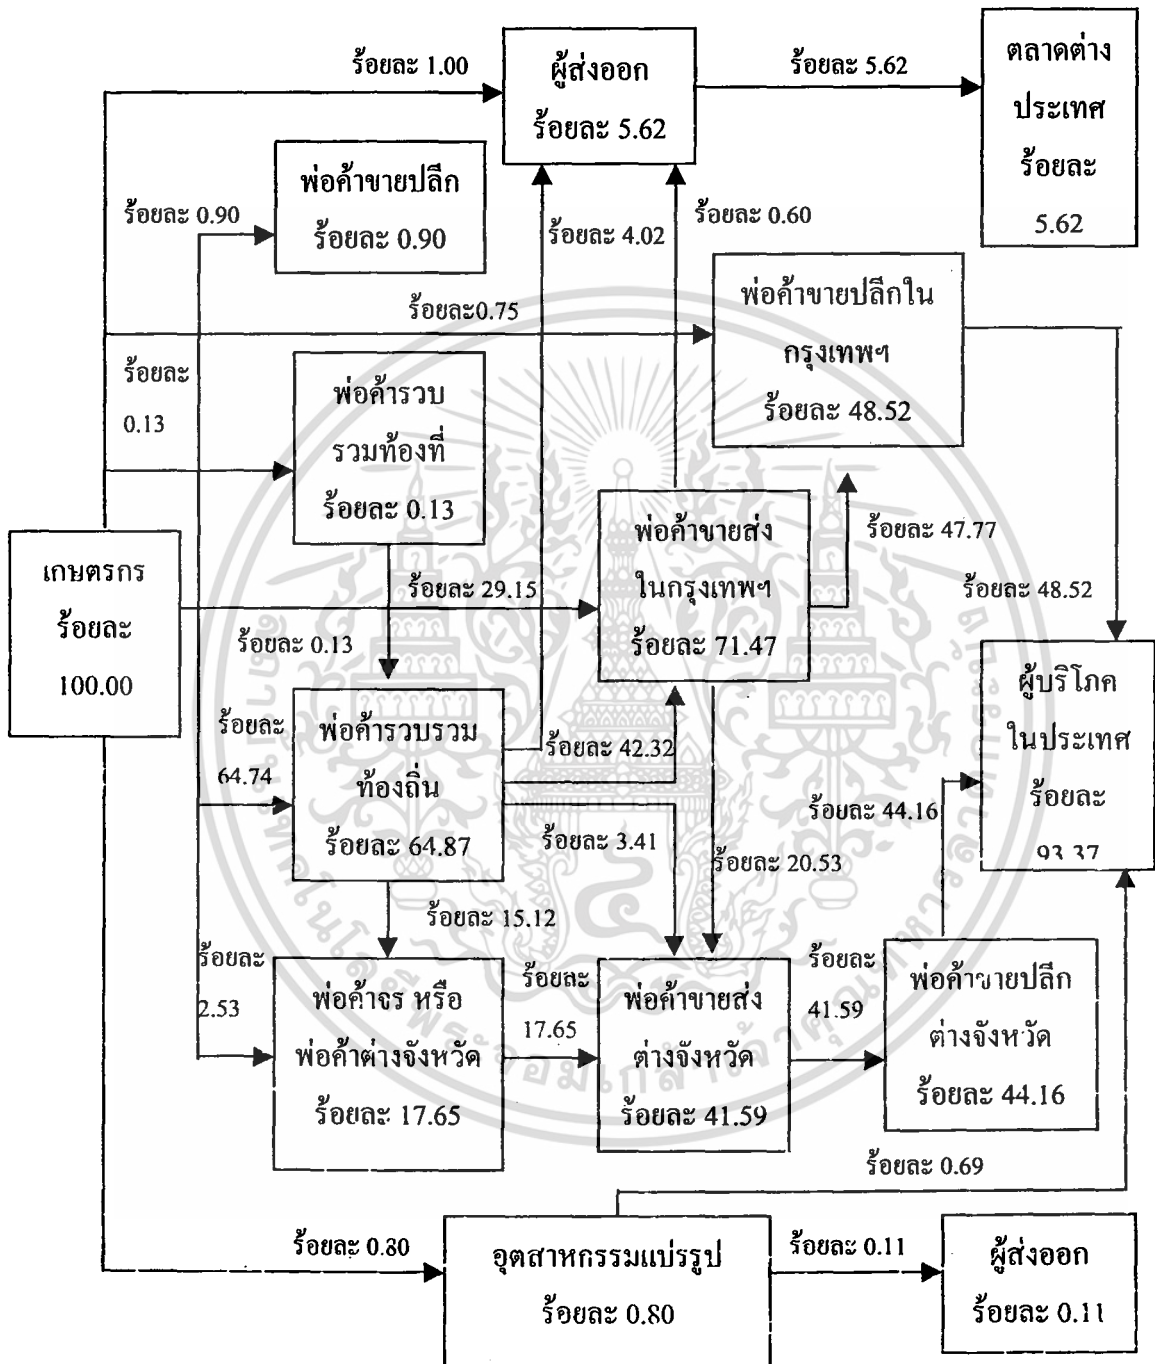 ร้อยละ 1.00
ผู้ส่งออก
ร้อยละ 5.62
ร้อยละ 5.62
ตลาดต่าง
ประเทศ
ร้อยละ
5.62
ร้อยละ 0.90
พ่อค้าขายปลีก
ร้อยละ 0.90
ร้อยละ 4.02
ร้อยละ 0.60
ร้อยละ0.75
พ่อค้าขายปลีกใน
กรุงเทพฯ
ร้อยละ 48.52
ร้อยละ
0.13
พ่อค้ารวบ
รวมท้องที่
ร้อยละ 0.13
เกษตรกร
ร้อยละ
100.00
ร้อยละ 29.15
พ่อค้าขายส่ง
ในกรุงเทพฯ
ร้อยละ 71.47
ร้อยละ 47.77
ร้อยละ 48.52
ร้อยละ 0.13
ร้อยละ
64.74
พ่อค้ารวบรวม
ท้องถิ่น
ร้อยละ 64.87
ร้อยละ 42.32
ร้อยละ 3.41
ร้อยละ 20.53
ร้อยละ 44.16
ผู้บริโภค
ในประเทศ
ร้อยละ
93.37
ร้อยละ 15.12
ร้อยละ
2.53
พ่อค้าจร หรือ
พ่อค้าต่างจังหวัด
ร้อยละ 17.65
ร้อยละ
17.65
พ่อค้าขายส่ง
ต่างจังหวัด
ร้อยละ 41.59
ร้อยละ
41.59
พ่อค้าขายปลีก
ต่างจังหวัด
ร้อยละ 44.16
ร้อยละ 0.69
ร้อยละ 0.80
อุตสาหกรรมแปรรูป
ร้อยละ 0.80
ร้อยละ 0.11
ผู้ส่งออก
ร้อยละ 0.11